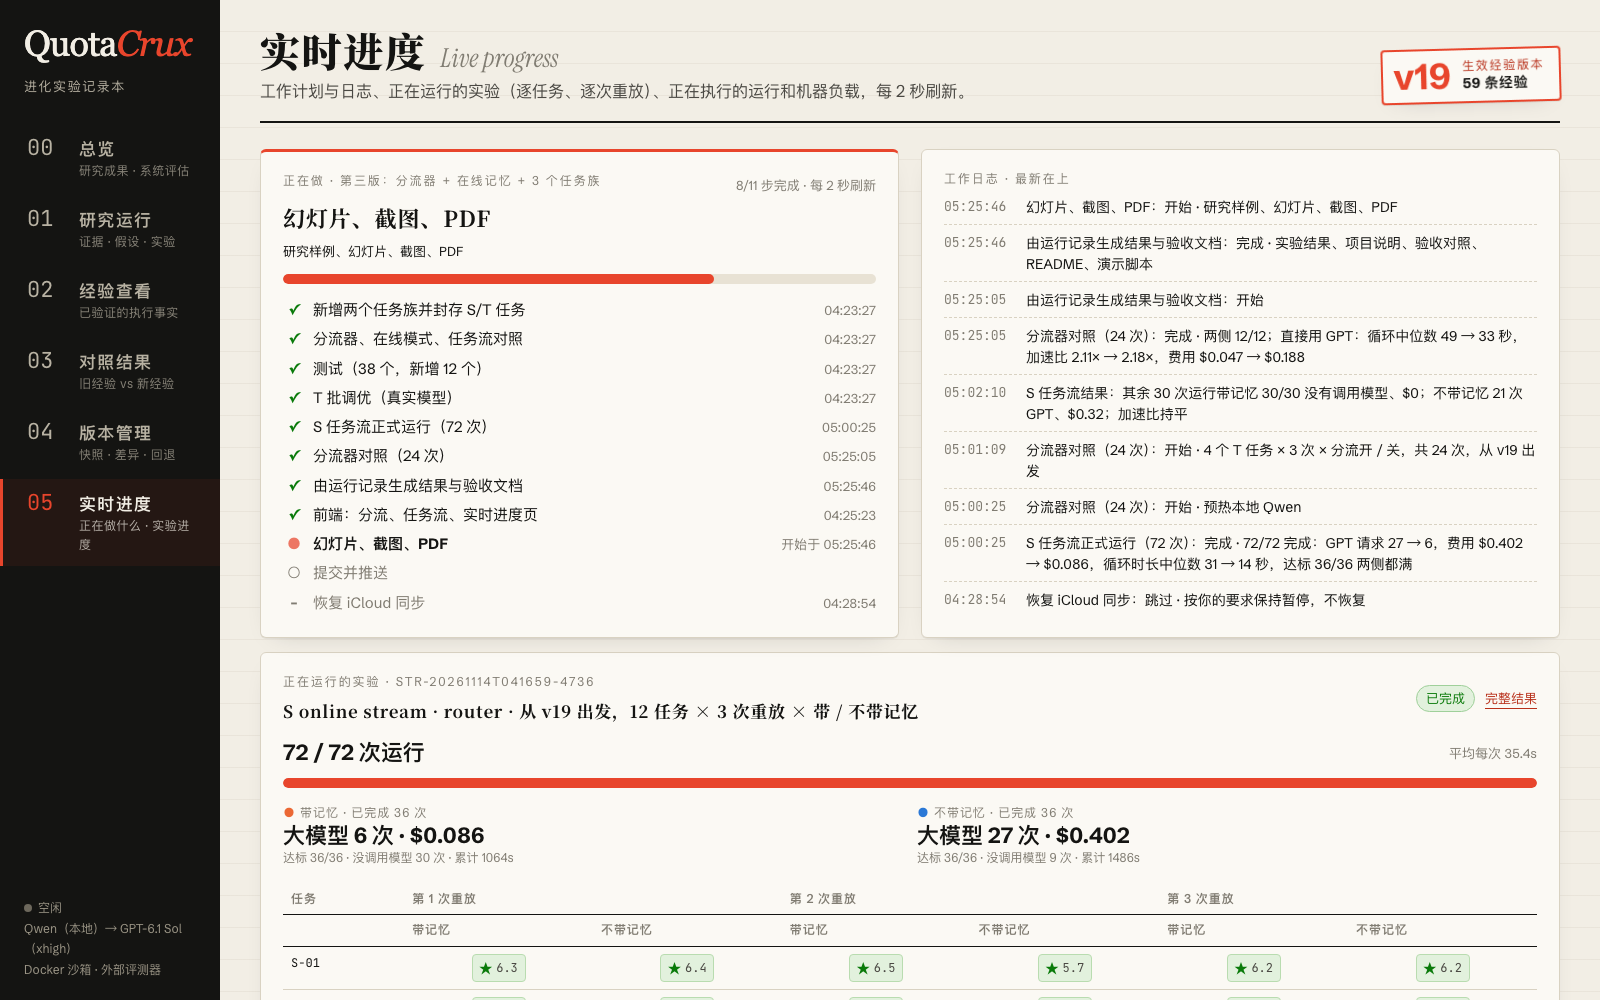 QuotaCrux
进化实验记录本
00 总览
研究成果 · 系统评估
01 研究运行
证据 · 假设 · 实验
02 经验查看
已验证的执行事实
03 对照结果
旧经验 vs 新经验
04 版本管理
快照 · 差异 · 回退
05 实时进度
正在做什么 · 实验进
度
空闲
Qwen（本地）→ GPT-6.1 Sol
（xhigh）
Docker 沙箱 · 外部评测器
实时进度 Live progress
工作计划与日志、正在运行的实验（逐任务、逐次重放）、正在执行的运行和机器负载，每 2 秒刷新。
v19 生效经验版本
59 条经验
正在做 · 第三版：分流器 + 在线记忆 + 3 个任务族 8/11 步完成 · 每 2 秒刷新
幻灯片、截图、PDF
研究样例、幻灯片、截图、PDF
✓ 新增两个任务族并封存 S/T 任务 04:23:27
✓ 分流器、在线模式、任务流对照 04:23:27
✓ 测试（38 个，新增 12 个） 04:23:27
✓ T 批调优（真实模型） 04:23:27
✓ S 任务流正式运行（72 次） 05:00:25
✓ 分流器对照（24 次） 05:25:05
✓ 由运行记录生成结果与验收文档 05:25:46
✓ 前端：分流、任务流、实时进度页 04:25:23
幻灯片、截图、PDF 开始于 05:25:46
提交并推送
- 恢复 iCloud 同步 04:28:54
工作日志 · 最新在上
05:25:46 幻灯片、截图、PDF：开始 · 研究样例、幻灯片、截图、PDF
05:25:46 由运行记录生成结果与验收文档：完成 · 实验结果、项目说明、验收对照、
README、演示脚本
05:25:05 由运行记录生成结果与验收文档：开始
05:25:05 分流器对照（24 次）：完成 · 两侧 12/12；直接用 GPT：循环中位数 49 → 33 秒，
加速比 2.11× → 2.18×，费用 $0.047 → $0.188
05:02:10 S 任务流结果：其余 30 次运行带记忆 30/30 没有调用模型、$0；不带记忆 21 次
GPT、$0.32；加速比持平
05:01:09 分流器对照（24 次）：开始 · 4 个 T 任务 × 3 次 × 分流开 / 关，共 24 次，从 v19 出
发
05:00:25 分流器对照（24 次）：开始 · 预热本地 Qwen
05:00:25 S 任务流正式运行（72 次）：完成 · 72/72 完成：GPT 请求 27 → 6，费用 $0.402
→ $0.086，循环时长中位数 31 → 14 秒，达标 36/36 两侧都满
04:28:54 恢复 iCloud 同步：跳过 · 按你的要求保持暂停，不恢复
正在运行的实验 · STR-20261114T041659-4736
S online stream · router · 从 v19 出发，12 任务 × 3 次重放 × 带 / 不带记忆
已完成 完整结果
72 / 72 次运行 平均每次 35.4s
带记忆 · 已完成 36 次
大模型 6 次 · $0.086
达标 36/36 · 没调用模型 30 次 · 累计 1064s
不带记忆 · 已完成 36 次
大模型 27 次 · $0.402
达标 36/36 · 没调用模型 9 次 · 累计 1486s
任务 第 1 次重放 第 2 次重放 第 3 次重放
带记忆 不带记忆 带记忆 不带记忆 带记忆 不带记忆
S-01 ★ 6.3 ★ 6.4 ★ 6.5 ★ 5.7 ★ 6.2 ★ 6.2